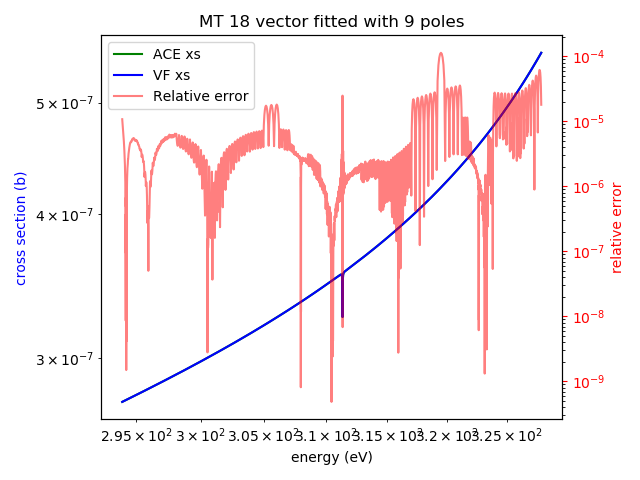 MT 18 vector fitted with 9 poles
ACE xs
VF xs
Relative error
5 × 10⁻⁷
4 × 10⁻⁷
3 × 10⁻⁷
cross section (b)
10⁻⁴
10⁻⁵
10⁻⁶
10⁻⁷
10⁻⁸
10⁻⁹
relative error
2.95 × 10² 3 × 10² 3.05 × 10² 3.1 × 10² 3.15 × 10² 3.2 × 10² 3.25 × 10²
energy (eV)